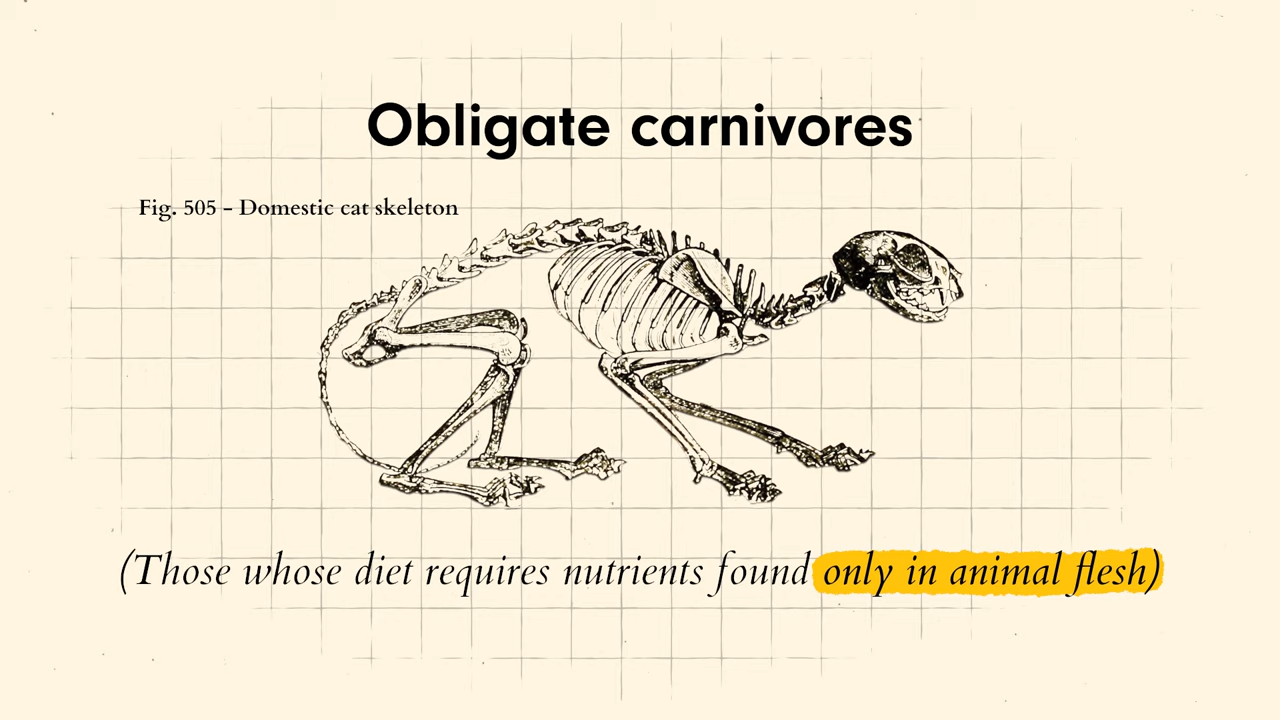 Obligate carnivores
Fig. 505 - Domestic cat skeleton
(Those whose diet requires nutrients found only in animal flesh)